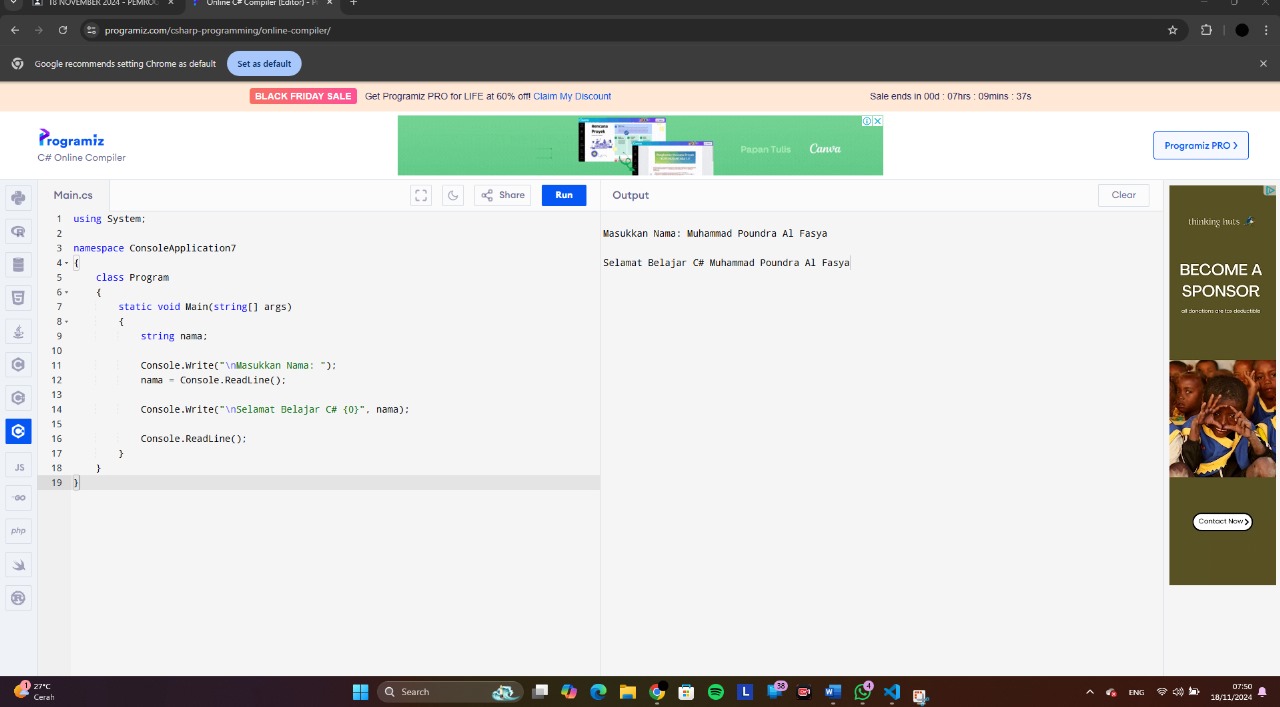 18 NOVEMBER 2024 - PEMROG
Online C# Compiler (Editor) - P
programiz.com/csharp-programming/online-compiler/
Google recommends setting Chrome as default
Set as default
BLACK FRIDAY SALE Get Programiz PRO for LIFE at 60% off! Claim My Discount
Sale ends in 00d : 07hrs : 09mins : 37s
Programiz
C# Online Compiler
Papan Tulis
Canva
Programiz PRO
Main.cs
Share
Run
Output
Clear
1 using System;
2
3 namespace ConsoleApplication7
4 {
5 class Program
6 {
7 static void Main(string[] args)
8 {
9 string nama;
10
11 Console.Write("\nMasukkan Nama: ");
12 nama = Console.ReadLine();
13
14 Console.Write("\nSelamat Belajar C# {0}", nama);
15
16 Console.ReadLine();
17 }
18 }
19 }
Masukkan Nama: Muhammad Poundra Al Fasya
Selamat Belajar C# Muhammad Poundra Al Fasya
JS
GO
php
thinking huts
BECOME A
SPONSOR
all donations are tax deductible
Contact Now
1
27°C
Cerah
Search
L
38
4
ENG
07:50
18/11/2024